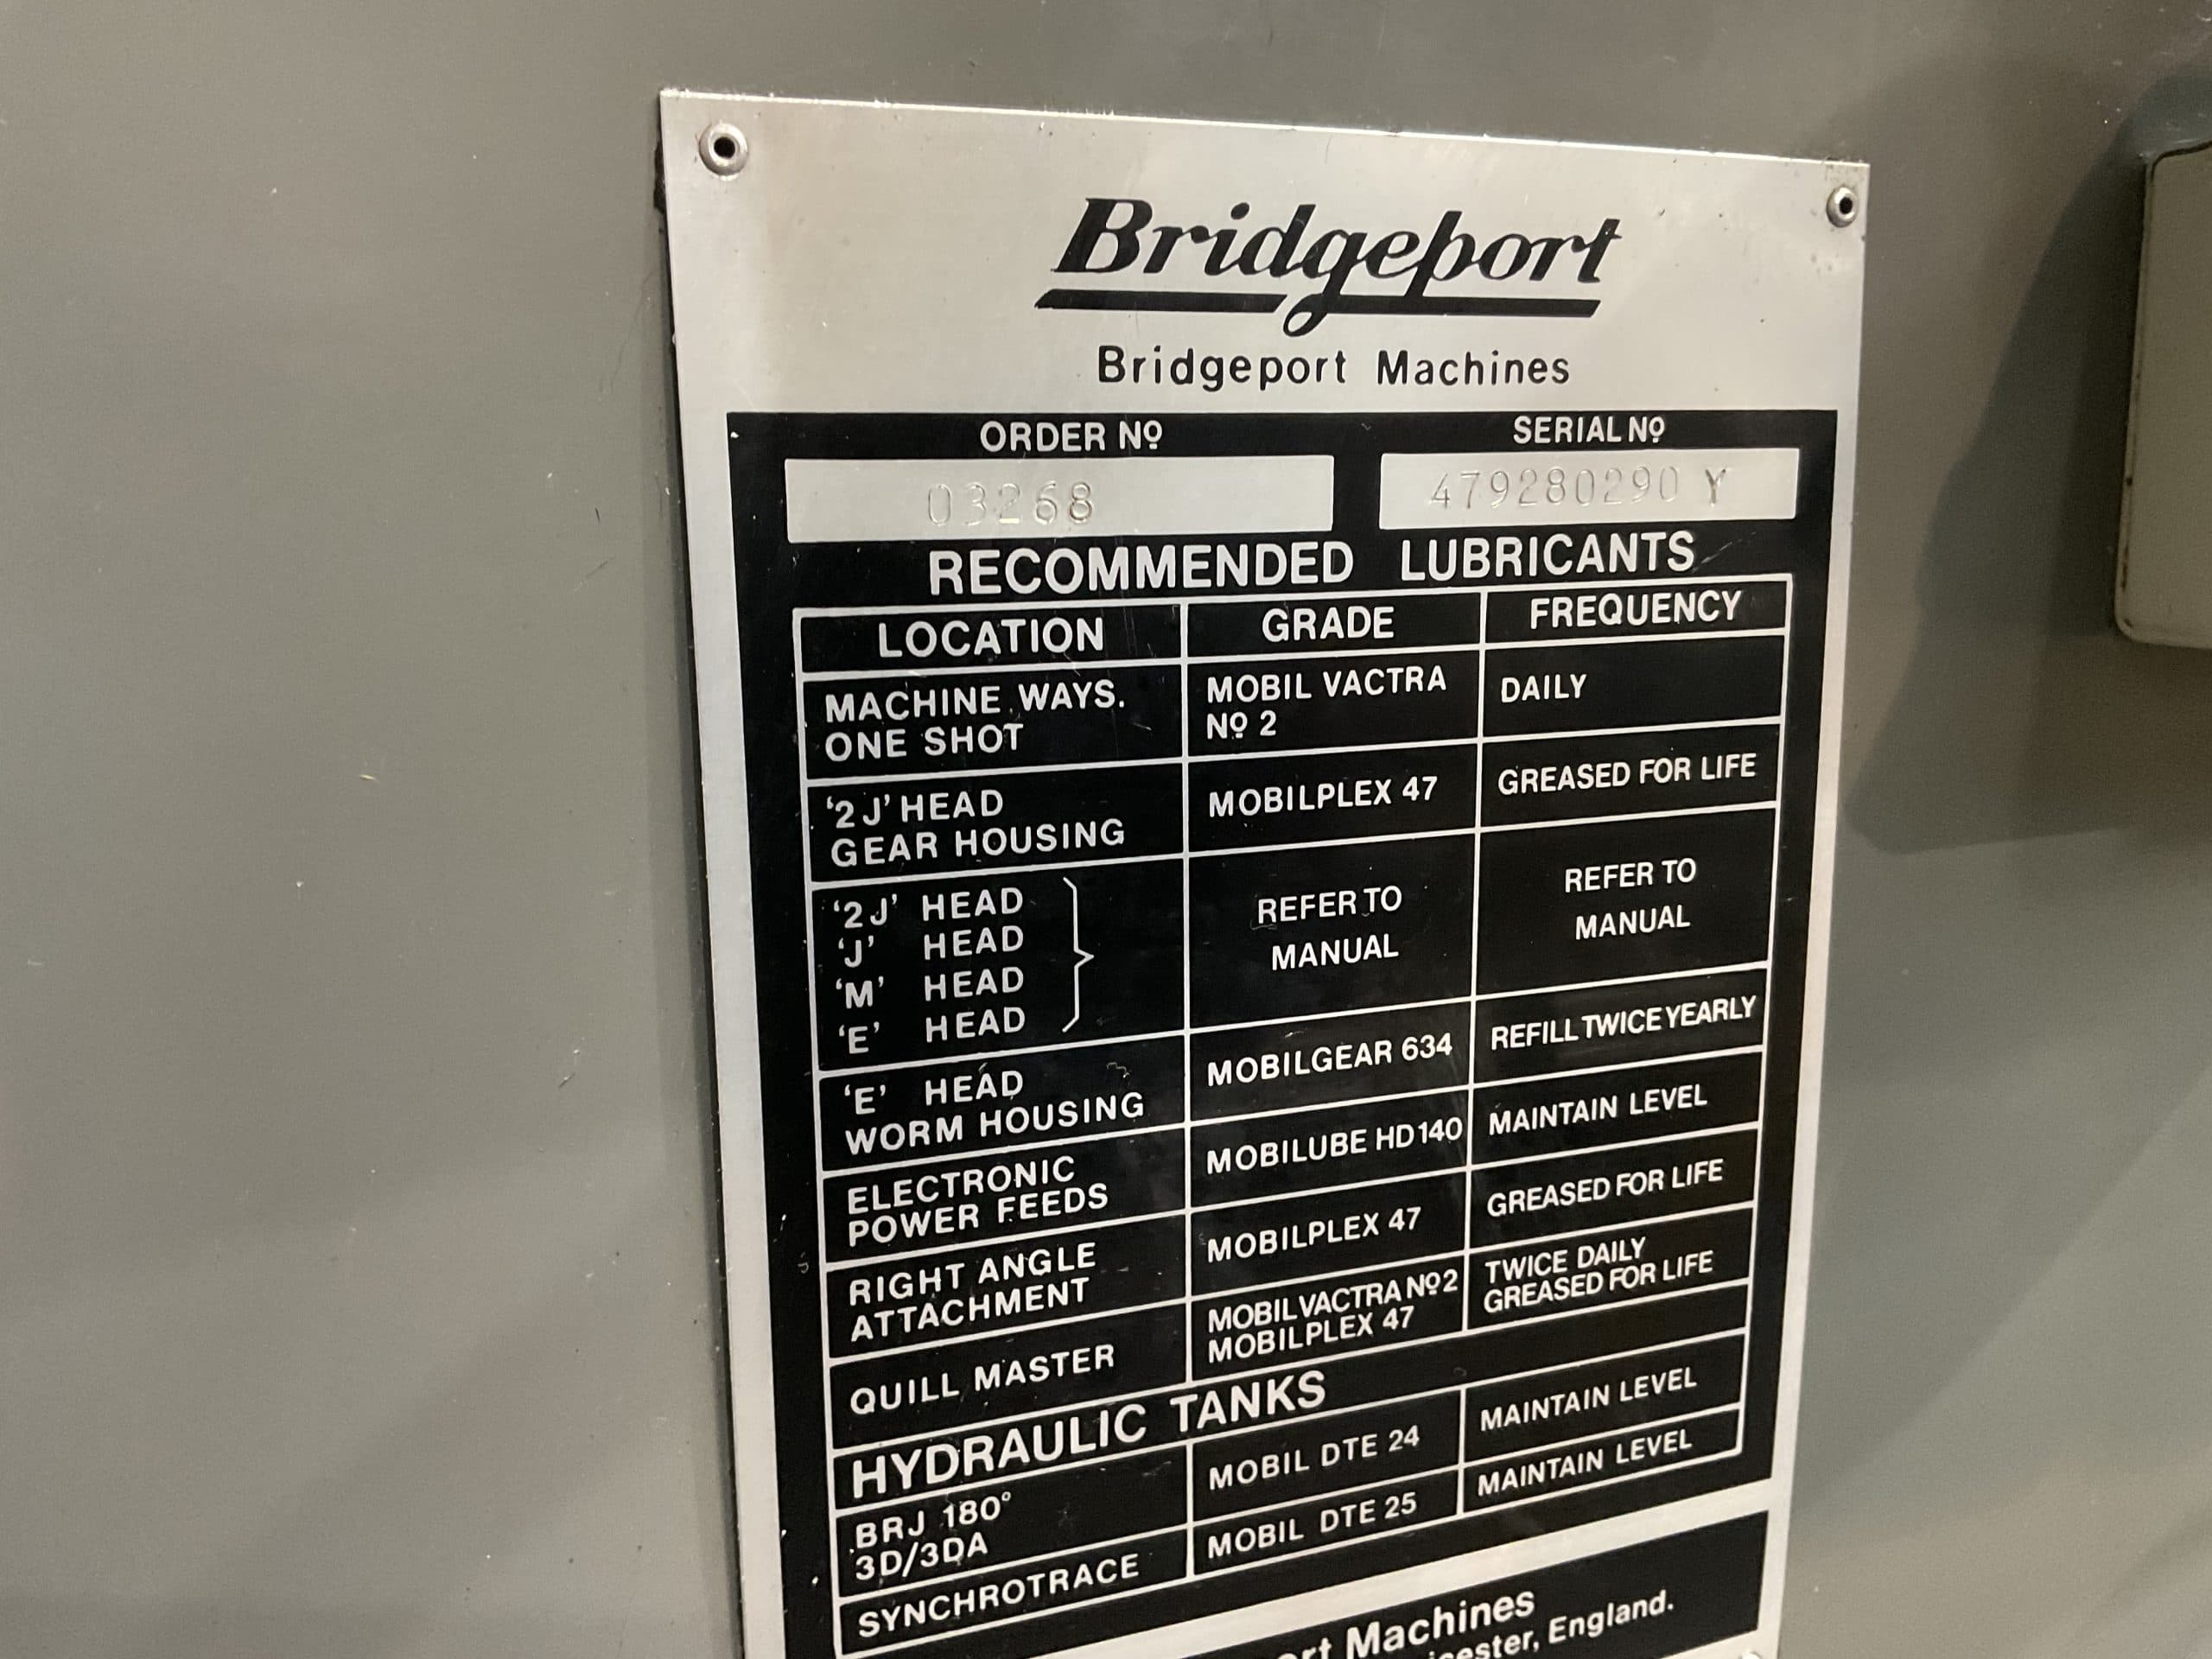 Bridgeport
Bridgeport Machines
ORDER Nº SERIAL Nº
03268 479280290 Y
RECOMMENDED LUBRICANTS
LOCATION GRADE FREQUENCY
MACHINE WAYS.
ONE SHOT
MOBIL VACTRA
Nº 2
DAILY
'2J' HEAD
GEAR HOUSING
MOBILPLEX 47
GREASED FOR LIFE
'2J' HEAD
'J' HEAD
'M' HEAD
'E' HEAD
REFER TO
MANUAL
REFER TO
MANUAL
'E' HEAD
WORM HOUSING
MOBILGEAR 634
REFILL TWICE YEARLY
ELECTRONIC
POWER FEEDS
MOBILUBE HD140
MAINTAIN LEVEL
RIGHT ANGLE
ATTACHMENT
MOBILPLEX 47
GREASED FOR LIFE
QUILL MASTER
MOBIL VACTRA Nº2
MOBILPLEX 47
TWICE DAILY
GREASED FOR LIFE
HYDRAULIC TANKS
BRJ 180°
3D/3DA
MOBIL DTE 24
MAINTAIN LEVEL
SYNCHROTRACE
MOBIL DTE 25
MAINTAIN LEVEL
Machines
England.